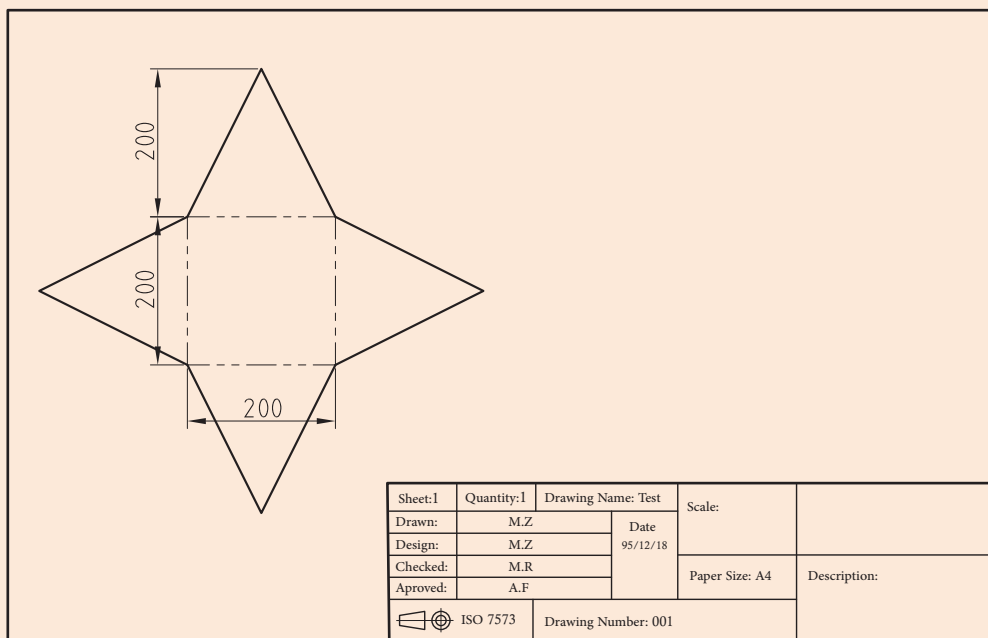 200
200
200
Sheet:1 Quantity:1 Drawing Name: Test Scale:
Drawn: M.Z Date
Design: M.Z 95/12/18
Checked: M.R Paper Size: A4 Description:
Aproved: A.F
ISO 7573 Drawing Number: 001